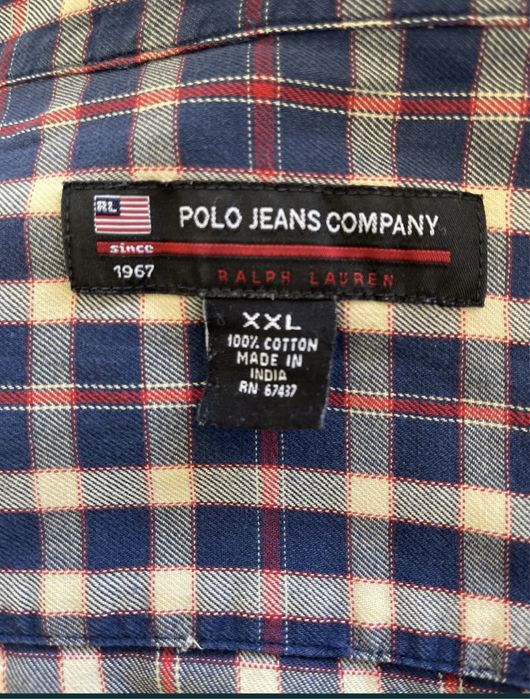 RL
POLO JEANS COMPANY
since
1967
RALPH LAUREN
XXL
100% COTTON
MADE IN
INDIA
RN 67437